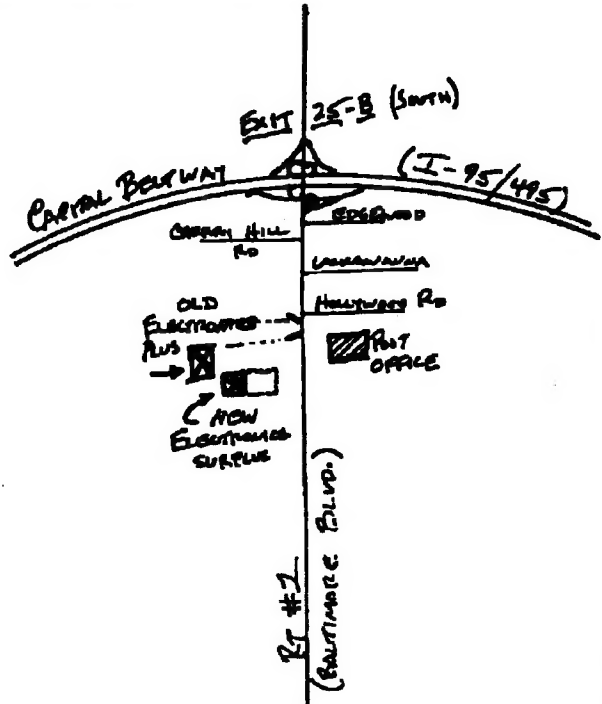 EXIT 25-B (SOUTH)
CAPITAL BELTWAY
(I-95/495)
EDGEWOOD
CHERRY HILL
RD
LACKAWANNA
HOLLYWOOD RD
OLD
ELECTRONICS
PLUS
POST
OFFICE
NEW
ELECTRONICS
SURPLUS
RT #1
(BALTIMORE BLVD.)